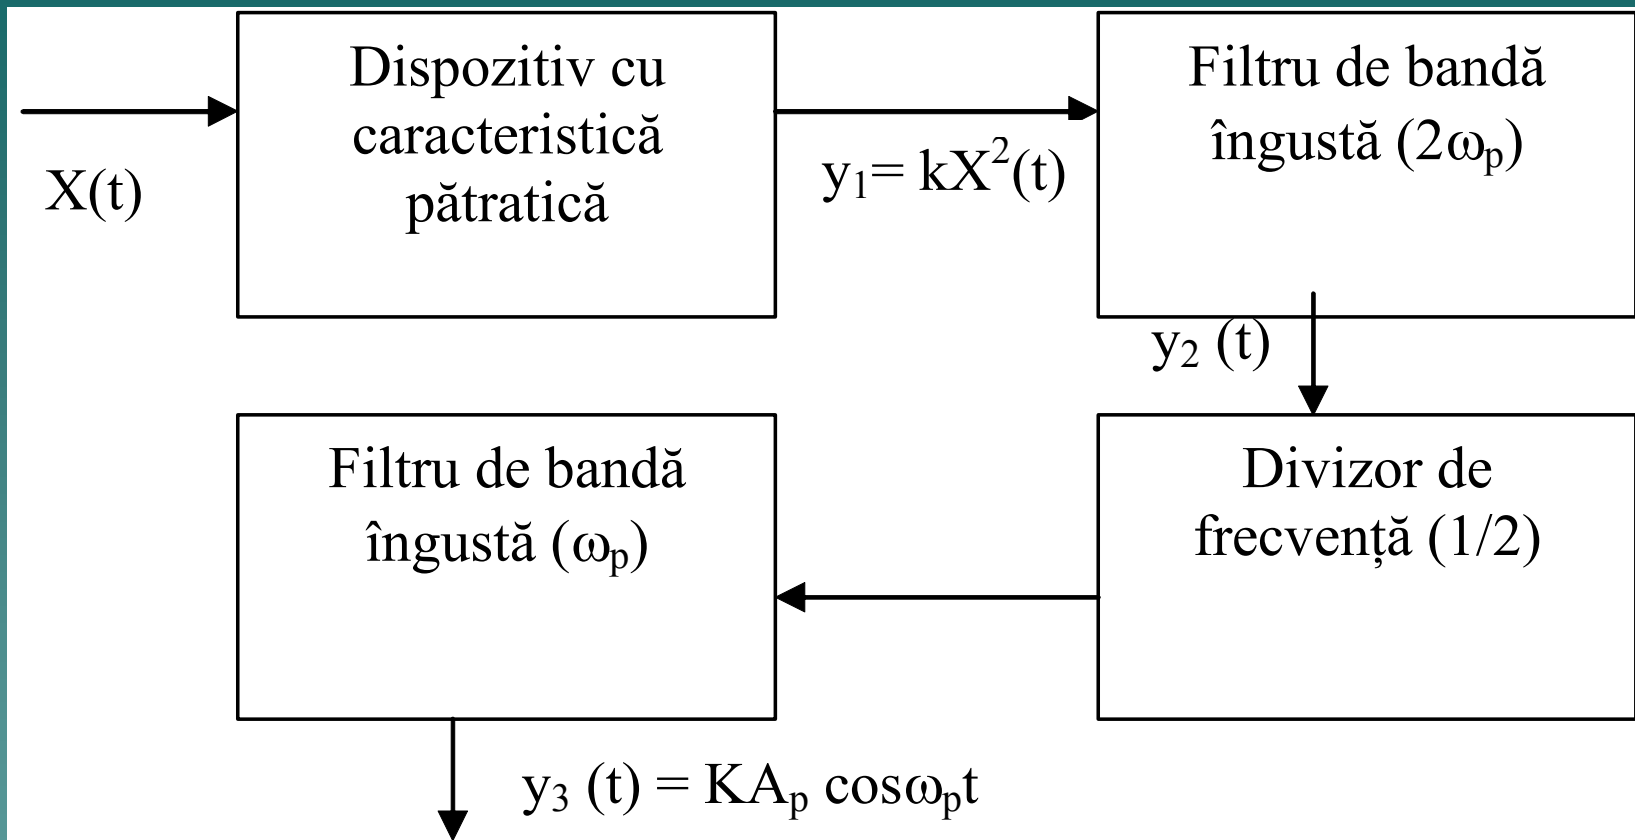 Dispozitiv cu
caracteristică
pătratică
X(t)
y₁= kX²(t)
Filtru de bandă
îngustă (2ωₚ)
y₂ (t)
Divizor de
frecvență (1/2)
Filtru de bandă
îngustă (ωₚ)
y₃ (t) = KAₚ cosωₚt